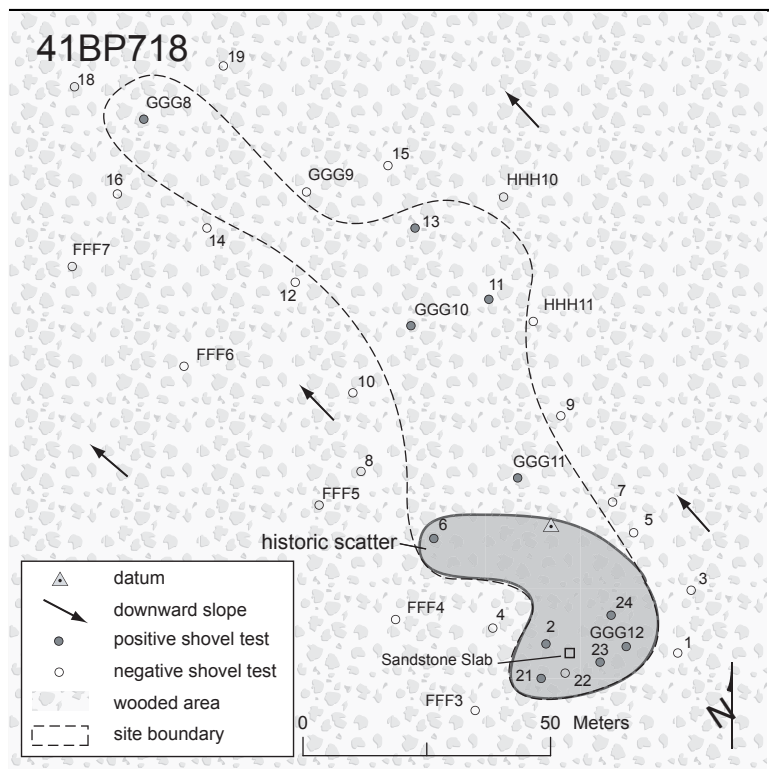 41BP718
19
18
GGG8
15
16
GGG9
HHH10
13
14
FFF7
12
11
HHH11
GGG10
FFF6
10
9
8
GGG11
FFF5
7
6
5
historic scatter
3
24
FFF4
4
2
GGG12
23
1
Sandstone Slab
21
22
FFF3
datum
downward slope
positive shovel test
negative shovel test
wooded area
site boundary
0 50 Meters
N